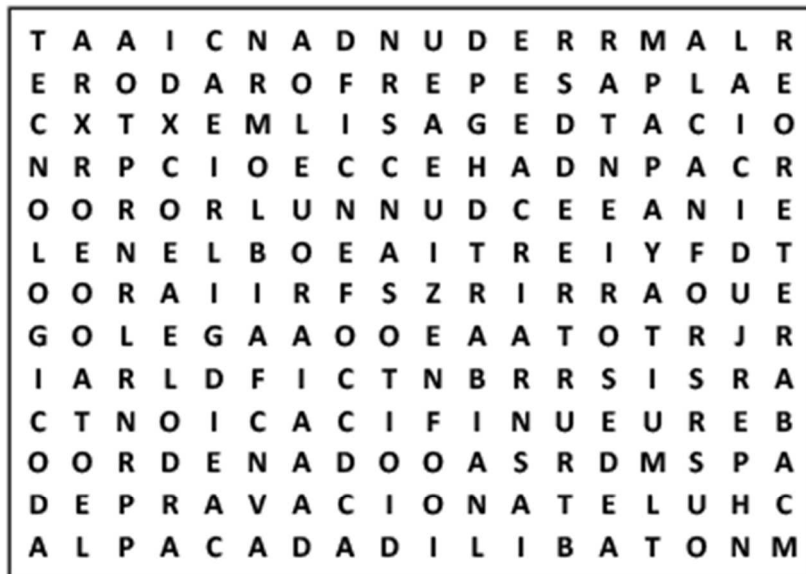 T A A I C N A D N U D E R R M A L R
E R O D A R O F R E P E S A P L A E
C X T X E M L I S A G E D T A C I O
N R P C I O E C C E H A D N P A C R
O O R O R L U N N U D C E E A N I E
L E N E L B O E A I T R E I Y F D T
O O R A I I R F S Z R I R R A O U E
G O L E G A A O O E A A T O T R J R
I A R L D F I C T N B R R S I S R A
C T N O I C A C I F I N U E U R E B
O O R D E N A D O O A S R D M S P A
D E P R A V A C I O N A T E L U H C
A L P A C A D A D I L I B A T O N M